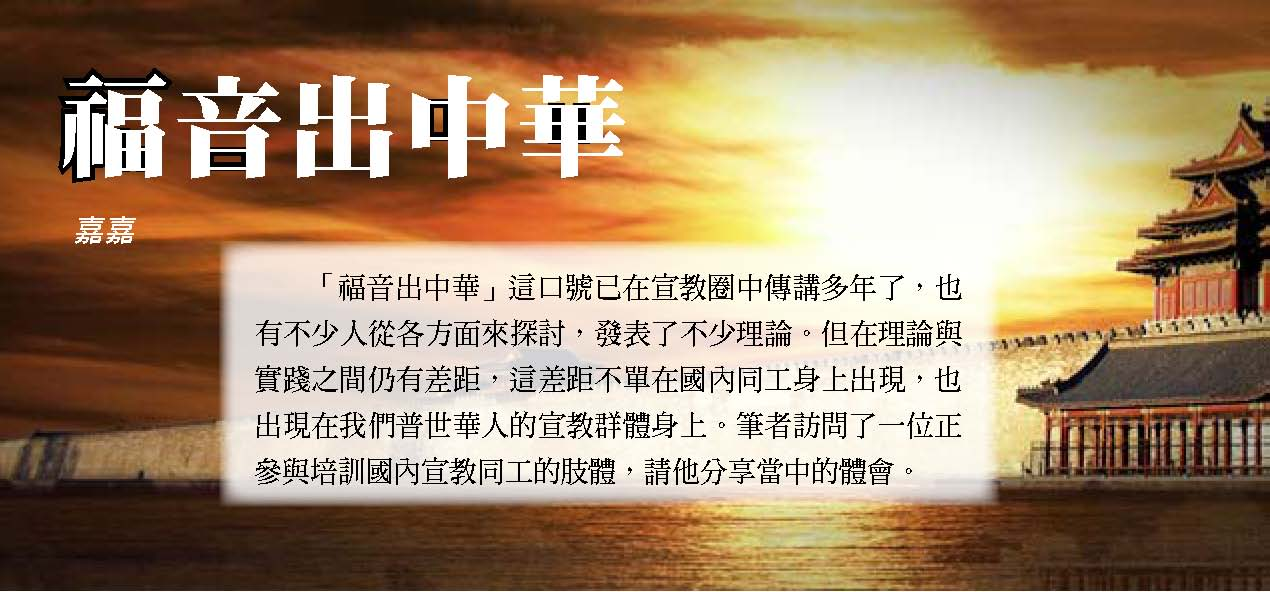 福音出中華
嘉嘉
「福音出中華」這口號已在宣教圈中傳講多年了，也
有不少人從各方面來探討，發表了不少理論。但在理論與
實踐之間仍有差距，這差距不單在國內同工身上出現，也
出現在我們普世華人的宣教群體身上。筆者訪問了一位正
參與培訓國內宣教同工的肢體，請他分享當中的體會。